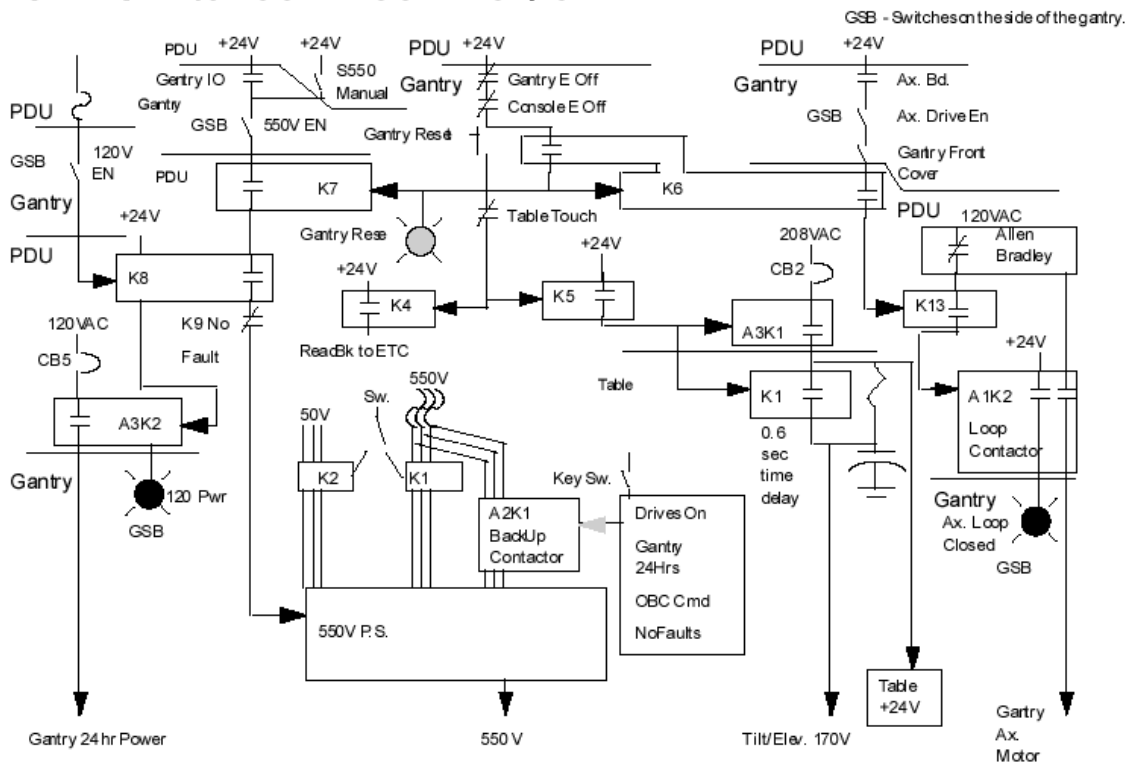 GSB - Switches on the side of the gantry.
PDU
+24V
+24V
PDU
+24V
PDU
+24V
Gentry IO
S550
Manual
Gantry
Gantry E Off
Gantry
Ax. Bd.
Gantry
Console E Off
PDU
GSB
550V EN
GSB
Ax. Drive En
Gantry Reset
GSB
120V
EN
Gantry Front
Cover
PDU
K7
K6
Gantry
PDU
+24V
Table Touch
120VAC
Gantry Rese
208VAC
Allen
Bradley
PDU
+24V
+24V
CB2
K8
K4
K5
K13
120VAC
K9 No
A3K1
Fault
ReadBk to ETC
+24V
CB5
Table
550V
K1
A1K2
Sw.
50V
A3K2
0.6
sec
time
delay
Loop
Contactor
Gantry
K2
K1
Key Sw.
120 Pwr
GSB
A2K1
BackUp
Contactor
Drives On
Gantry
24Hrs
OBC Cmd
NoFaults
Gantry
Ax. Loop
Closed
GSB
550V P.S.
Table
+24V
Gantry 24hr Power
550 V
Tilt/Elev. 170V
Gartry
Ax.
Motor